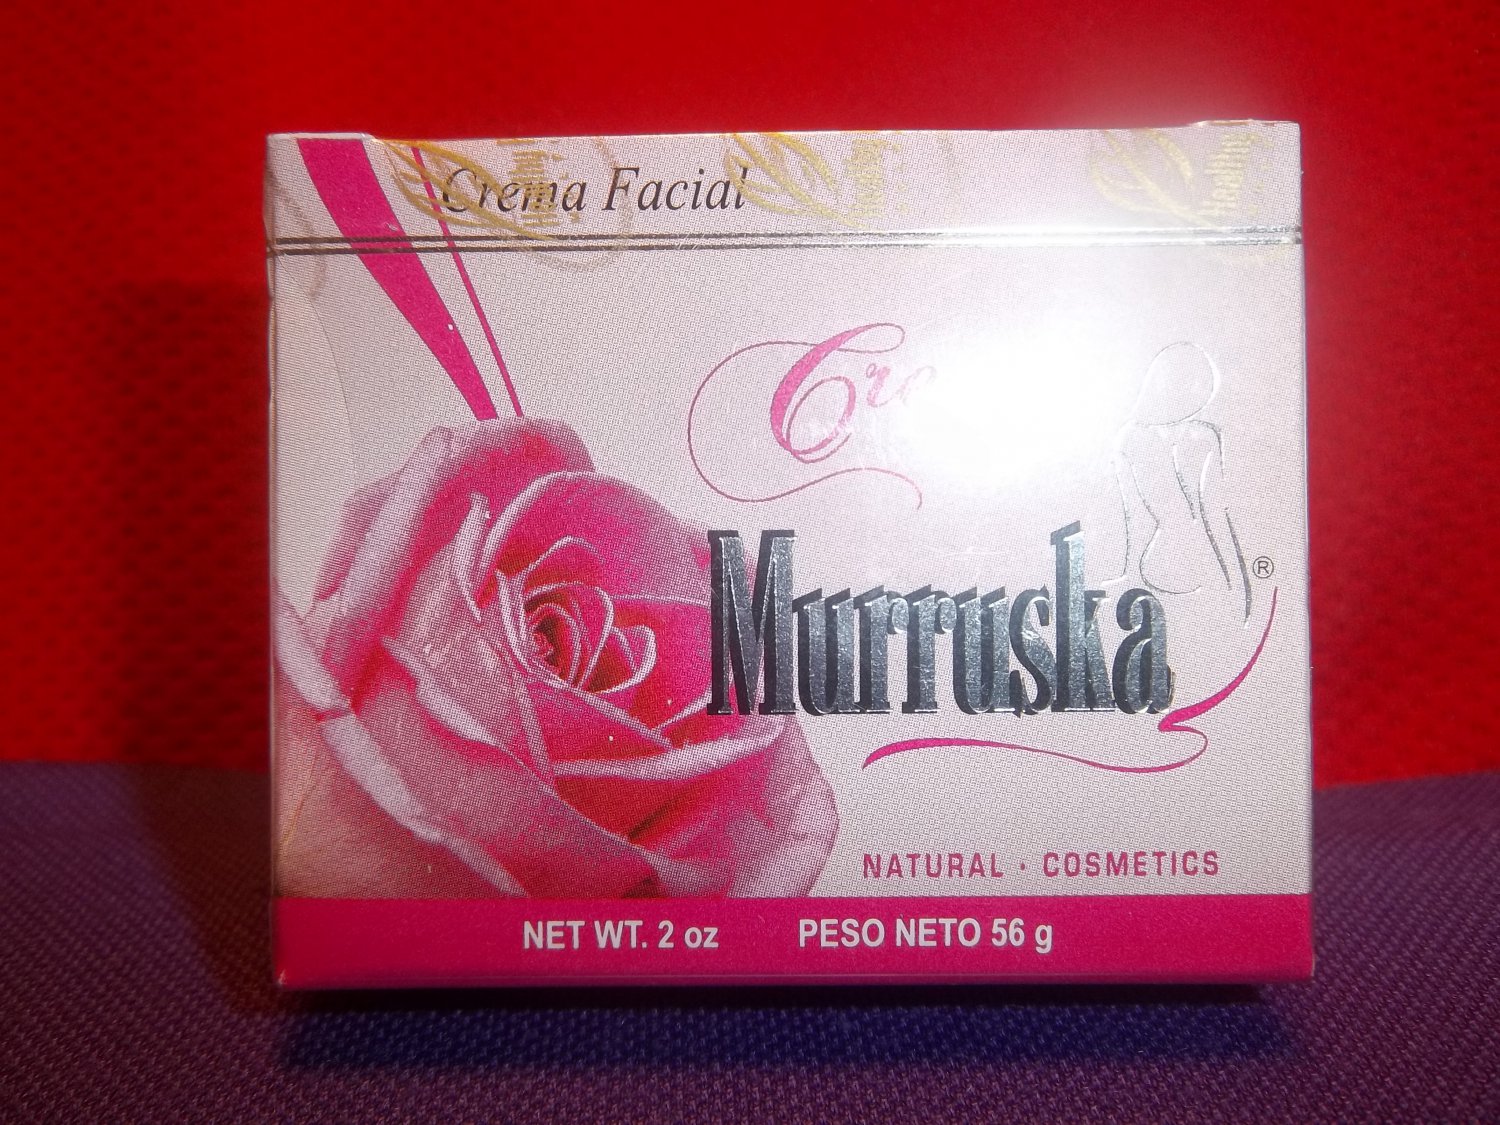 Crema Facial
Murruska
®
NATURAL · COSMETICS
NET WT. 2 oz PESO NETO 56 g